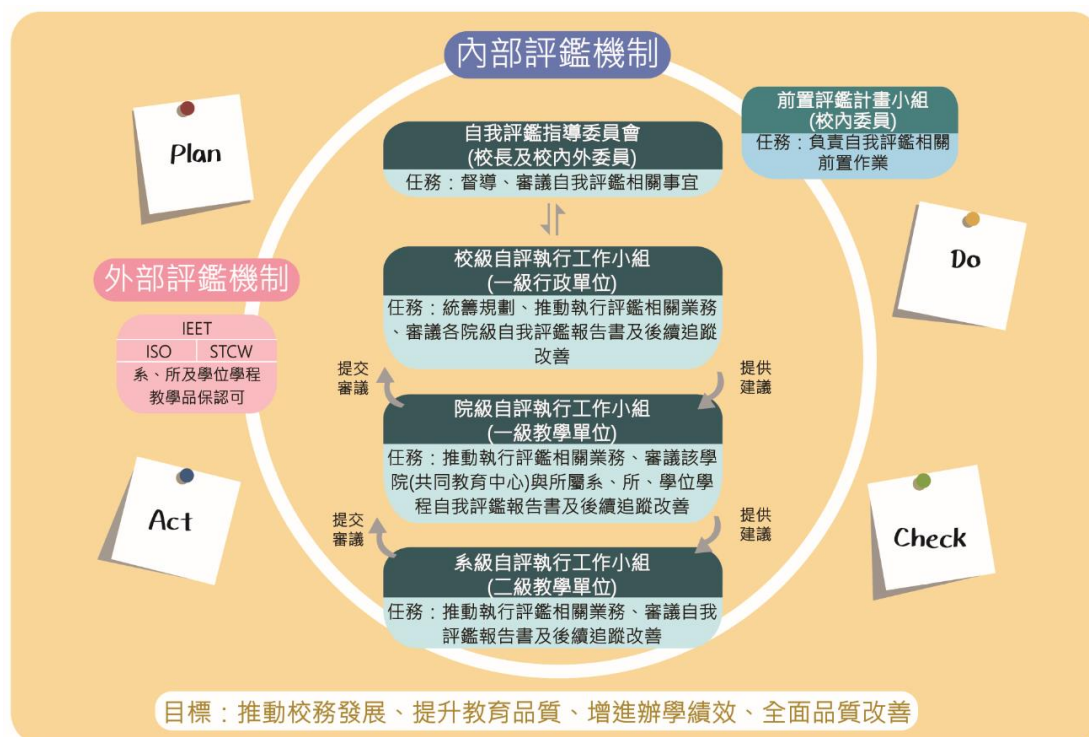 內部評鑑機制
Plan
自我評鑑指導委員會
(校長及校內外委員)
任務：督導、審議自我評鑑相關事宜
前置評鑑計畫小組
(校內委員)
任務：負責自我評鑑相關
前置作業
Do
校級自評執行工作小組
(一級行政單位)
任務：統籌規劃、推動執行評鑑相關業務
、審議各院級自我評鑑報告書及後續追蹤
改善
外部評鑑機制
IEET
ISO
STCW
系、所及學位學程
教學品保認可
提交
審議
提供
建議
院級自評執行工作小組
(一級教學單位)
任務：推動執行評鑑相關業務、審議該學
院(共同教育中心)與所屬系、所、學位學
程自我評鑑報告書及後續追蹤改善
Act
Check
提交
審議
提供
建議
系級自評執行工作小組
(二級教學單位)
任務：推動執行評鑑相關業務、審議自我
評鑑報告書及後續追蹤改善
目標：推動校務發展、提升教育品質、增進辦學績效、全面品質改善